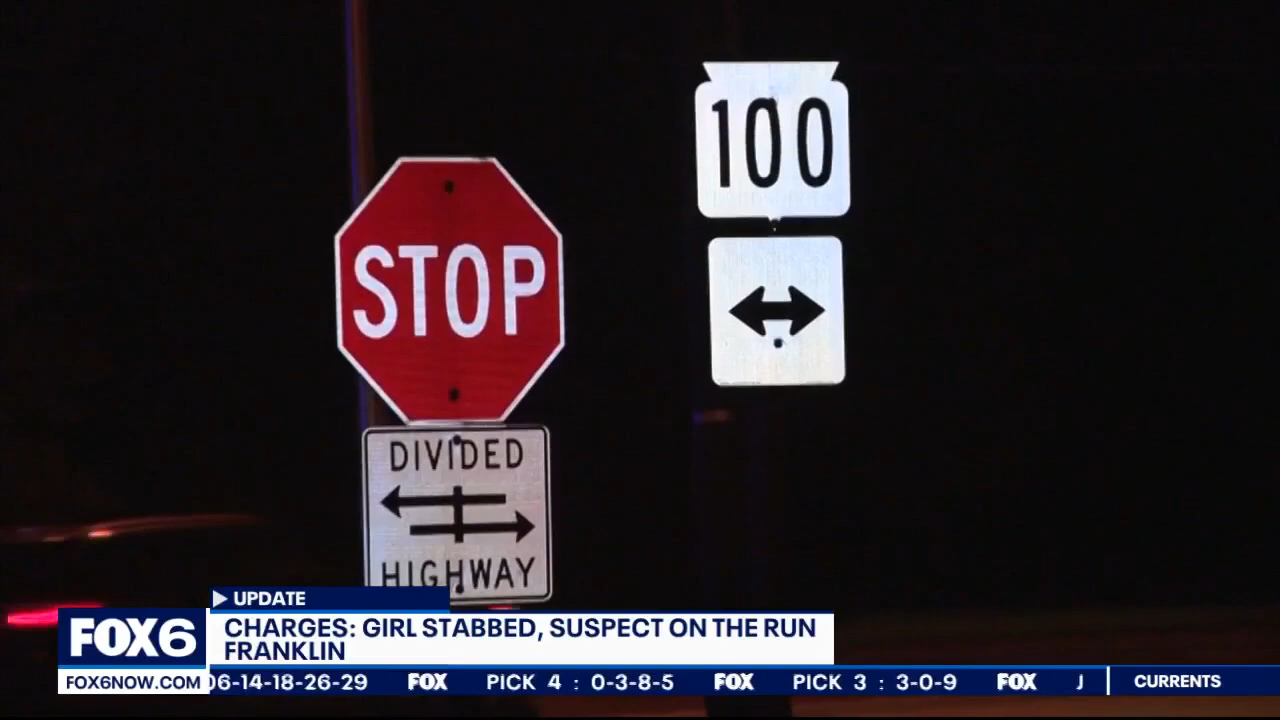 100
STOP
DIVIDED
HIGHWAY
UPDATE
FOX6
CHARGES: GIRL STABBED, SUSPECT ON THE RUN
FRANKLIN
FOX6NOW.COM 06-14-18-26-29 FOX PICK 4 : 0-3-8-5 FOX PICK 3 : 3-0-9 FOX J CURRENTS